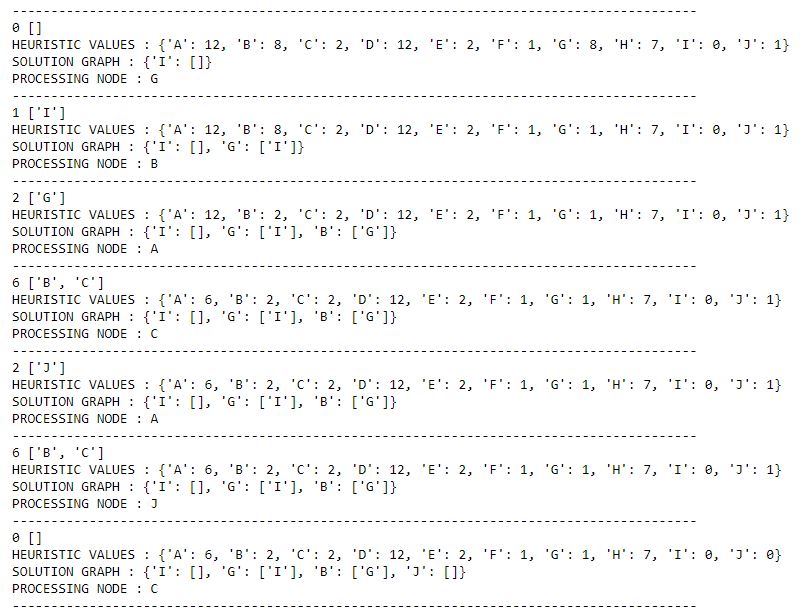 ---------------------------------------------------------------------------------------
0 []
HEURISTIC VALUES : {'A': 12, 'B': 8, 'C': 2, 'D': 12, 'E': 2, 'F': 1, 'G': 8, 'H': 7, 'I': 0, 'J': 1}
SOLUTION GRAPH : {'I': []}
PROCESSING NODE : G
---------------------------------------------------------------------------------------
1 ['I']
HEURISTIC VALUES : {'A': 12, 'B': 8, 'C': 2, 'D': 12, 'E': 2, 'F': 1, 'G': 1, 'H': 7, 'I': 0, 'J': 1}
SOLUTION GRAPH : {'I': [], 'G': ['I']}
PROCESSING NODE : B
---------------------------------------------------------------------------------------
2 ['G']
HEURISTIC VALUES : {'A': 12, 'B': 2, 'C': 2, 'D': 12, 'E': 2, 'F': 1, 'G': 1, 'H': 7, 'I': 0, 'J': 1}
SOLUTION GRAPH : {'I': [], 'G': ['I'], 'B': ['G']}
PROCESSING NODE : A
---------------------------------------------------------------------------------------
6 ['B', 'C']
HEURISTIC VALUES : {'A': 6, 'B': 2, 'C': 2, 'D': 12, 'E': 2, 'F': 1, 'G': 1, 'H': 7, 'I': 0, 'J': 1}
SOLUTION GRAPH : {'I': [], 'G': ['I'], 'B': ['G']}
PROCESSING NODE : C
---------------------------------------------------------------------------------------
2 ['J']
HEURISTIC VALUES : {'A': 6, 'B': 2, 'C': 2, 'D': 12, 'E': 2, 'F': 1, 'G': 1, 'H': 7, 'I': 0, 'J': 1}
SOLUTION GRAPH : {'I': [], 'G': ['I'], 'B': ['G']}
PROCESSING NODE : A
---------------------------------------------------------------------------------------
6 ['B', 'C']
HEURISTIC VALUES : {'A': 6, 'B': 2, 'C': 2, 'D': 12, 'E': 2, 'F': 1, 'G': 1, 'H': 7, 'I': 0, 'J': 1}
SOLUTION GRAPH : {'I': [], 'G': ['I'], 'B': ['G']}
PROCESSING NODE : J
---------------------------------------------------------------------------------------
0 []
HEURISTIC VALUES : {'A': 6, 'B': 2, 'C': 2, 'D': 12, 'E': 2, 'F': 1, 'G': 1, 'H': 7, 'I': 0, 'J': 0}
SOLUTION GRAPH : {'I': [], 'G': ['I'], 'B': ['G'], 'J': []}
PROCESSING NODE : C
---------------------------------------------------------------------------------------